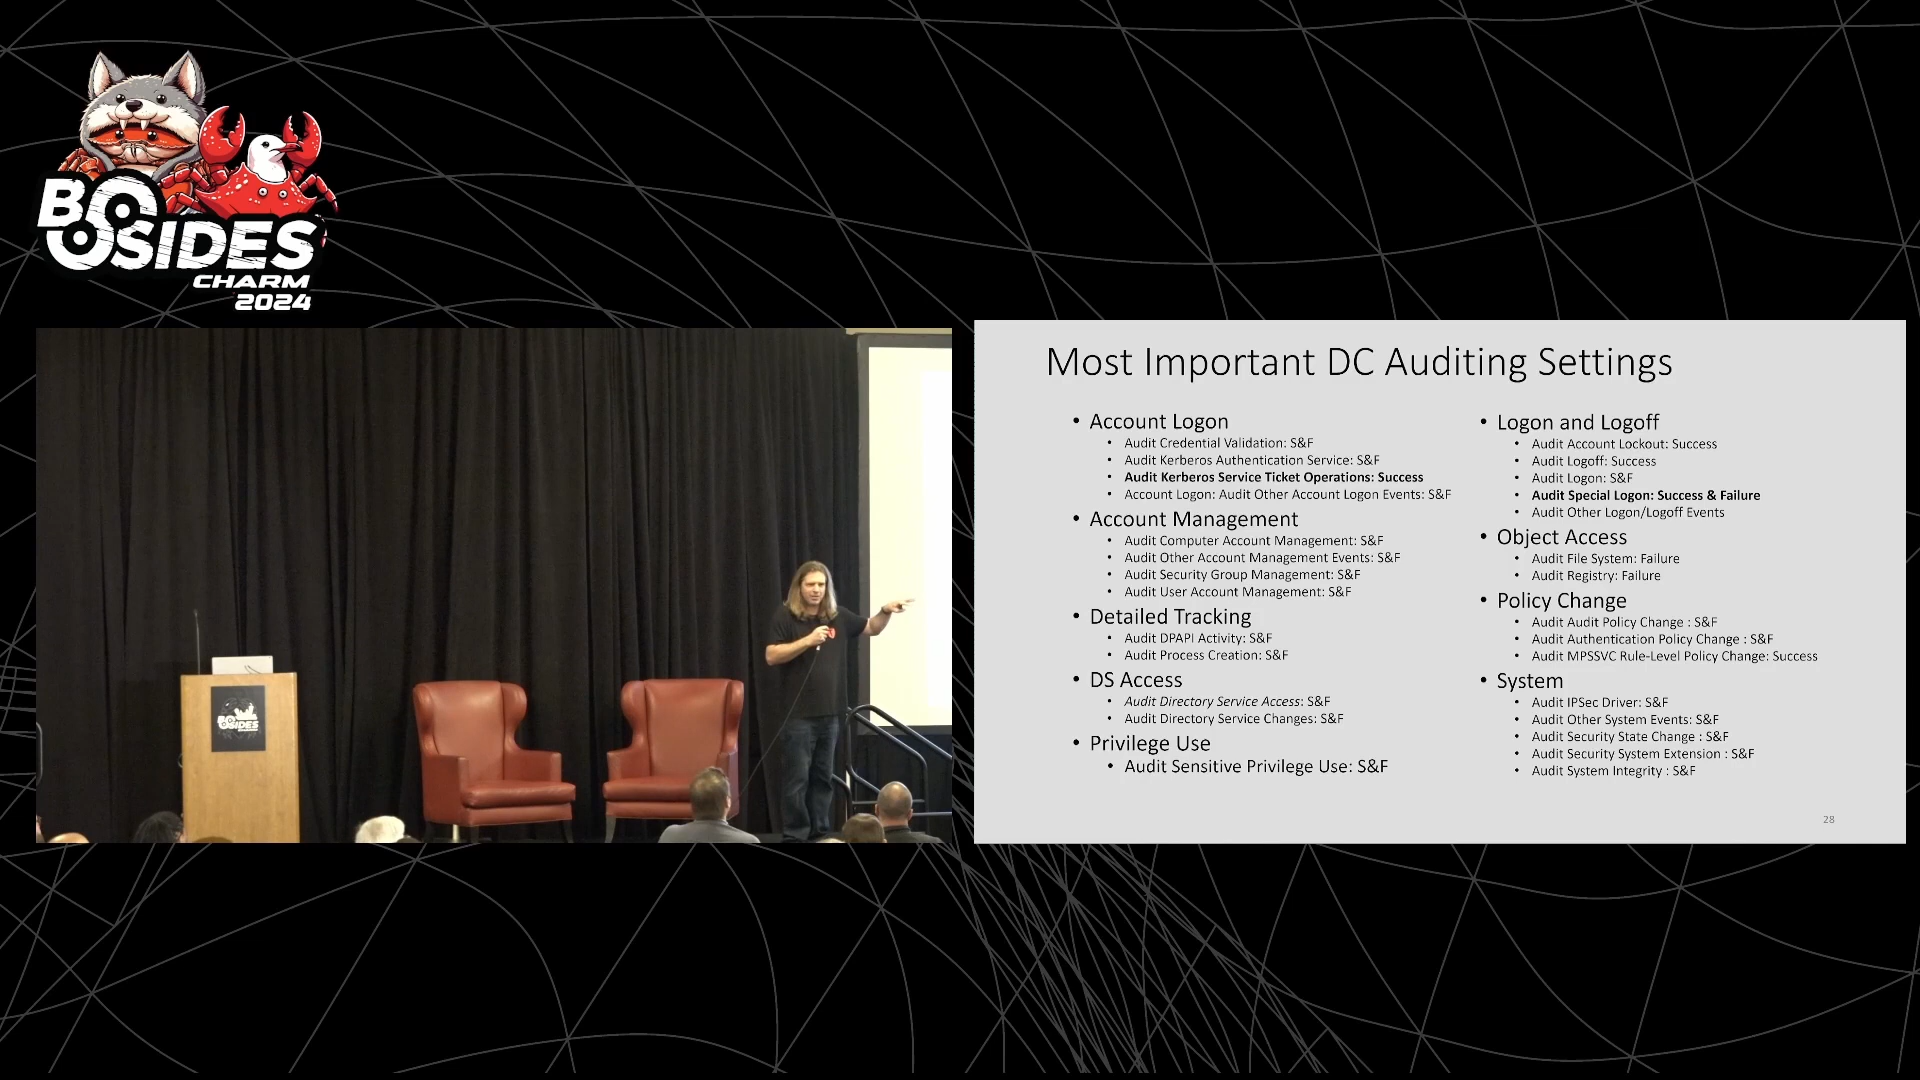 BSIDES
CHARM
2024
BSIDES
Most Important DC Auditing Settings
• Account Logon
• Audit Credential Validation: S&F
• Audit Kerberos Authentication Service: S&F
• Audit Kerberos Service Ticket Operations: Success
• Account Logon: Audit Other Account Logon Events: S&F
• Account Management
• Audit Computer Account Management: S&F
• Audit Other Account Management Events: S&F
• Audit Security Group Management: S&F
• Audit User Account Management: S&F
• Detailed Tracking
• Audit DPAPI Activity: S&F
• Audit Process Creation: S&F
• DS Access
• Audit Directory Service Access: S&F
• Audit Directory Service Changes: S&F
• Privilege Use
• Audit Sensitive Privilege Use: S&F
• Logon and Logoff
• Audit Account Lockout: Success
• Audit Logoff: Success
• Audit Logon: S&F
• Audit Special Logon: Success & Failure
• Audit Other Logon/Logoff Events
• Object Access
• Audit File System: Failure
• Audit Registry: Failure
• Policy Change
• Audit Audit Policy Change : S&F
• Audit Authentication Policy Change : S&F
• Audit MPSSVC Rule-Level Policy Change: Success
• System
• Audit IPSec Driver: S&F
• Audit Other System Events: S&F
• Audit Security State Change : S&F
• Audit Security System Extension : S&F
• Audit System Integrity : S&F
28